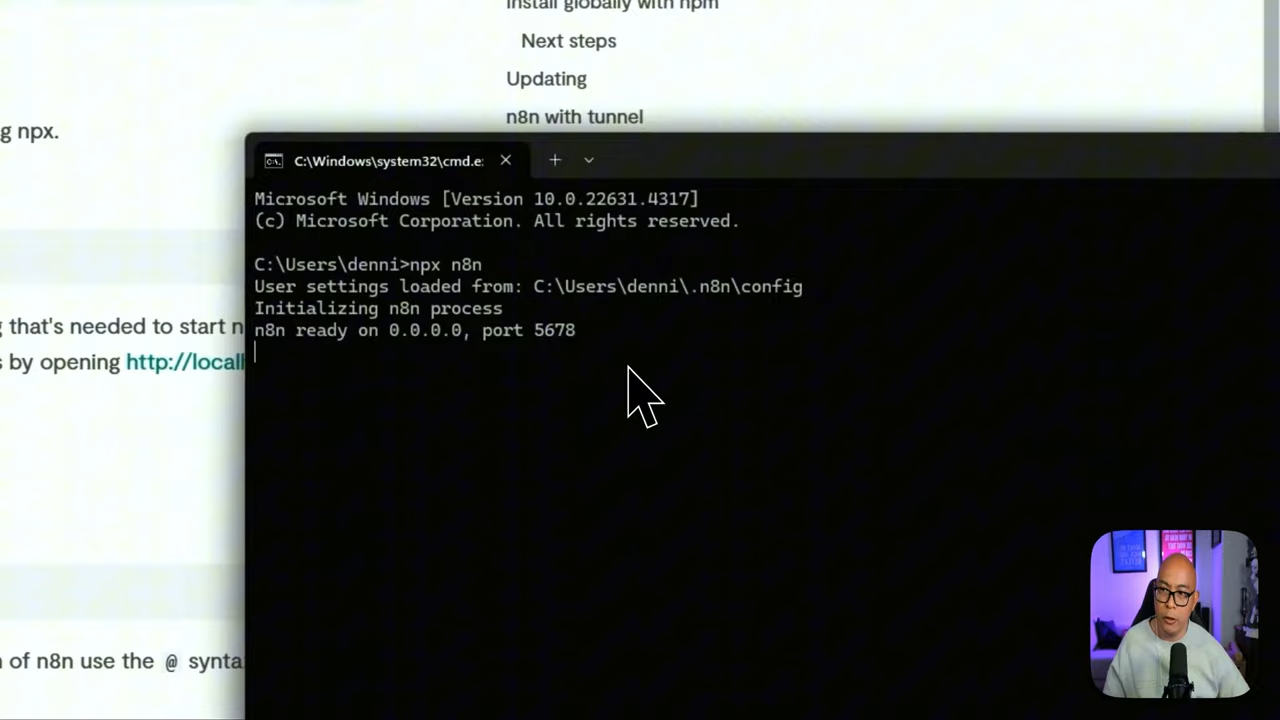 Install globally with npm
Next steps
Updating
n8n with tunnel
g npx.
C:\Windows\system32\cmd.e
Microsoft Windows [Version 10.0.22631.4317]
(c) Microsoft Corporation. All rights reserved.
C:\Users\denni>npx n8n
User settings loaded from: C:\Users\denni\.n8n\config
Initializing n8n process
n8n ready on 0.0.0.0, port 5678
that's needed to start n
s by opening http://local
of n8n use the @ synta